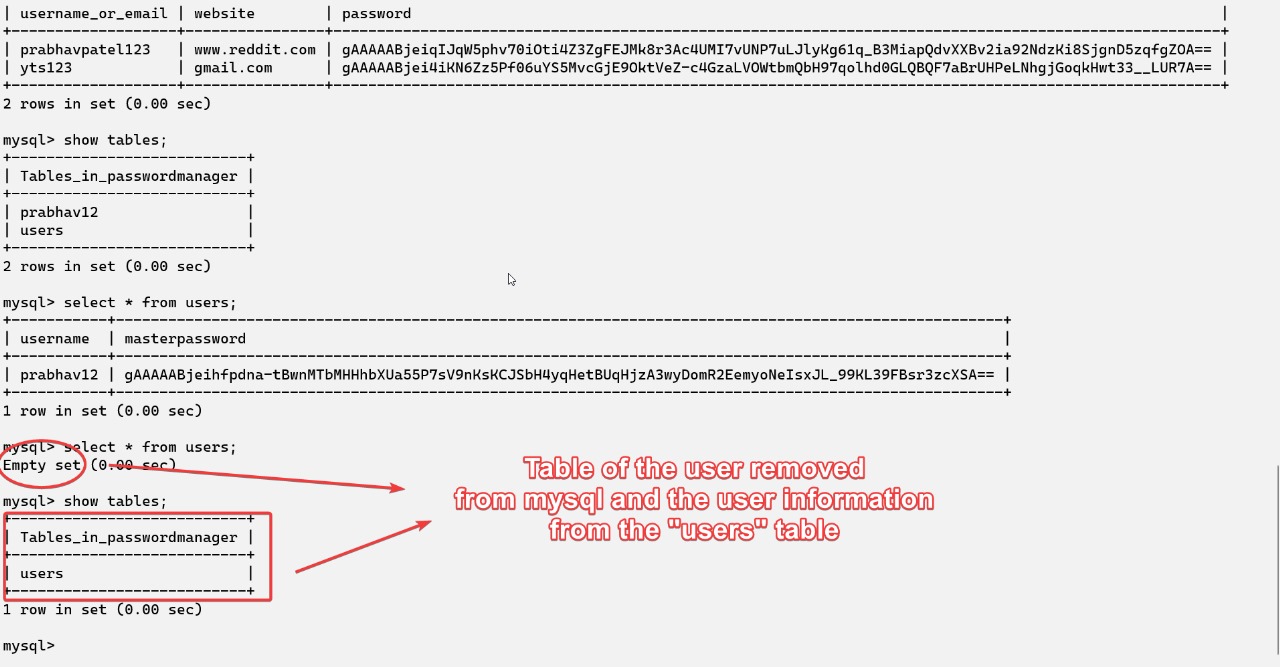 | username_or_email | website | password |
| prabhavpatel123 | www.reddit.com | gAAAAABjeiqIJqW5phv70iOti4Z3ZgFEJMk8r3Ac4UMI7vUNP7uLJlyKg61q_B3MiapQdvXXBv2ia92NdzKi8SjgnD5zqfgZOA== |
| yts123 | gmail.com | gAAAAABjei4iKN6Zz5Pf06uYS5MvcGjE9OktVeZ-c4GzaLVOWtbmQbH97qolhd0GLQBQF7aBrUHPeLNhgjGoqkHwt33__LUR7A== |
2 rows in set (0.00 sec)
mysql> show tables;
| Tables_in_passwordmanager |
| prabhav12 |
| users |
2 rows in set (0.00 sec)
mysql> select * from users;
| username | masterpassword |
| prabhav12 | gAAAAABjeihfpdna-tBwnMTbMHHhbXUa55P7sV9nKsKCJSbH4yqHetBUqHjzA3wyDomR2EemyoNeIsxJL_99KL39FBsr3zcXSA== |
1 row in set (0.00 sec)
mysql> select * from users;
Empty set (0.00 sec)
mysql> show tables;
| Tables_in_passwordmanager |
| users |
1 row in set (0.00 sec)
mysql>
Table of the user removed
from mysql and the user information
from the "users" table